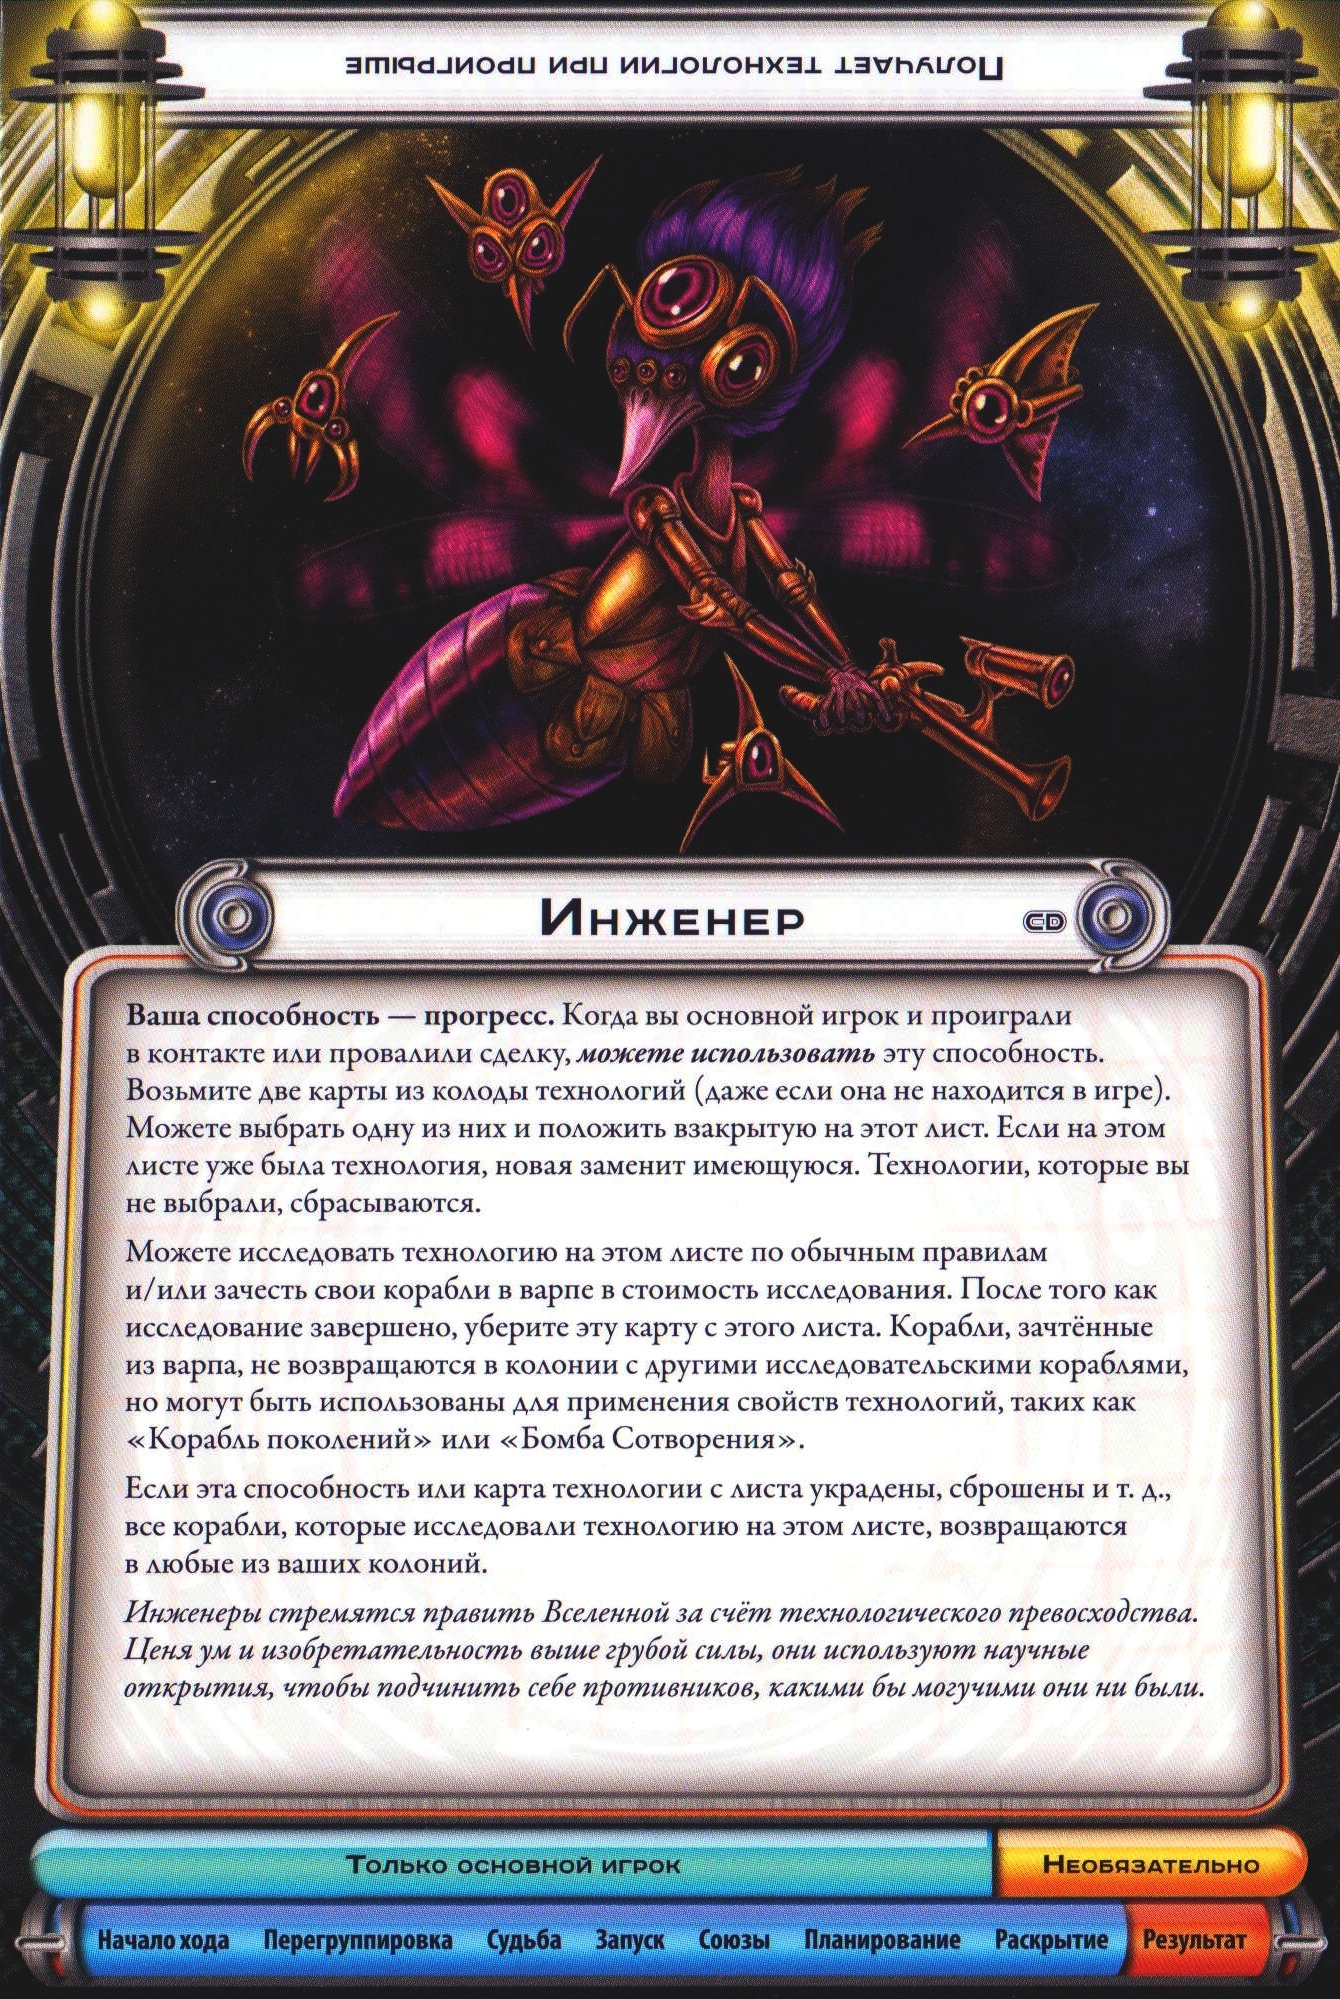 Получает технологии при проигрыше
Инженер
CD
Ваша способность — прогресс. Когда вы основной игрок и проиграли
в контакте или провалили сделку, можете использовать эту способность.
Возьмите две карты из колоды технологий (даже если она не находится в игре).
Можете выбрать одну из них и положить взакрытую на этот лист. Если на этом
листе уже была технология, новая заменит имеющуюся. Технологии, которые вы
не выбрали, сбрасываются.
Можете исследовать технологию на этом листе по обычным правилам
и/или зачесть свои корабли в варпе в стоимость исследования. После того как
исследование завершено, уберите эту карту с этого листа. Корабли, зачтённые
из варпа, не возвращаются в колонии с другими исследовательскими кораблями,
но могут быть использованы для применения свойств технологий, таких как
«Корабль поколений» или «Бомба Сотворения».
Если эта способность или карта технологии с листа украдены, сброшены и т. д.,
все корабли, которые исследовали технологию на этом листе, возвращаются
в любые из ваших колоний.
Инженеры стремятся править Вселенной за счёт технологического превосходства.
Ценя ум и изобретательность выше грубой силы, они используют научные
открытия, чтобы подчинить себе противников, какими бы могучими они ни были.
Только основной игрок Необязательно
Начало хода Перегруппировка Судьба Запуск Союзы Планирование Раскрытие Результат